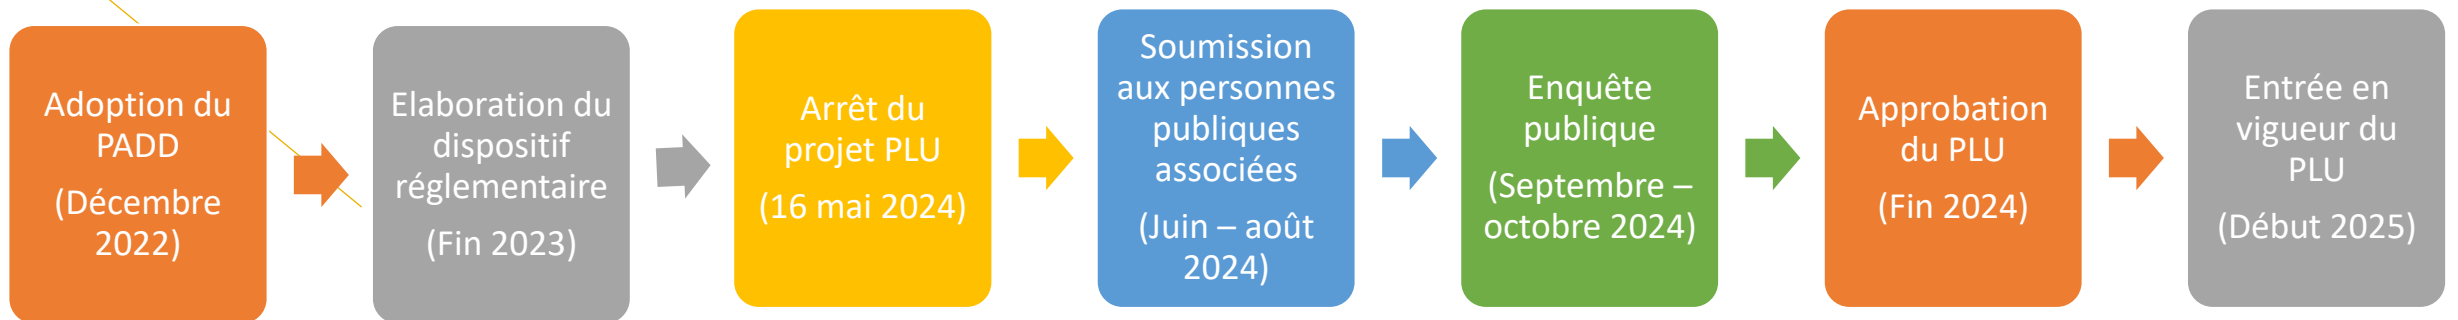 Adoption du
PADD
(Décembre
2022)
Elaboration du
dispositif
réglementaire
(Fin 2023)
Arrêt du
projet PLU
(16 mai 2024)
Soumission
aux personnes
publiques
associées
(Juin – août
2024)
Enquête
publique
(Septembre –
octobre 2024)
Approbation
du PLU
(Fin 2024)
Entrée en
vigueur du
PLU
(Début 2025)